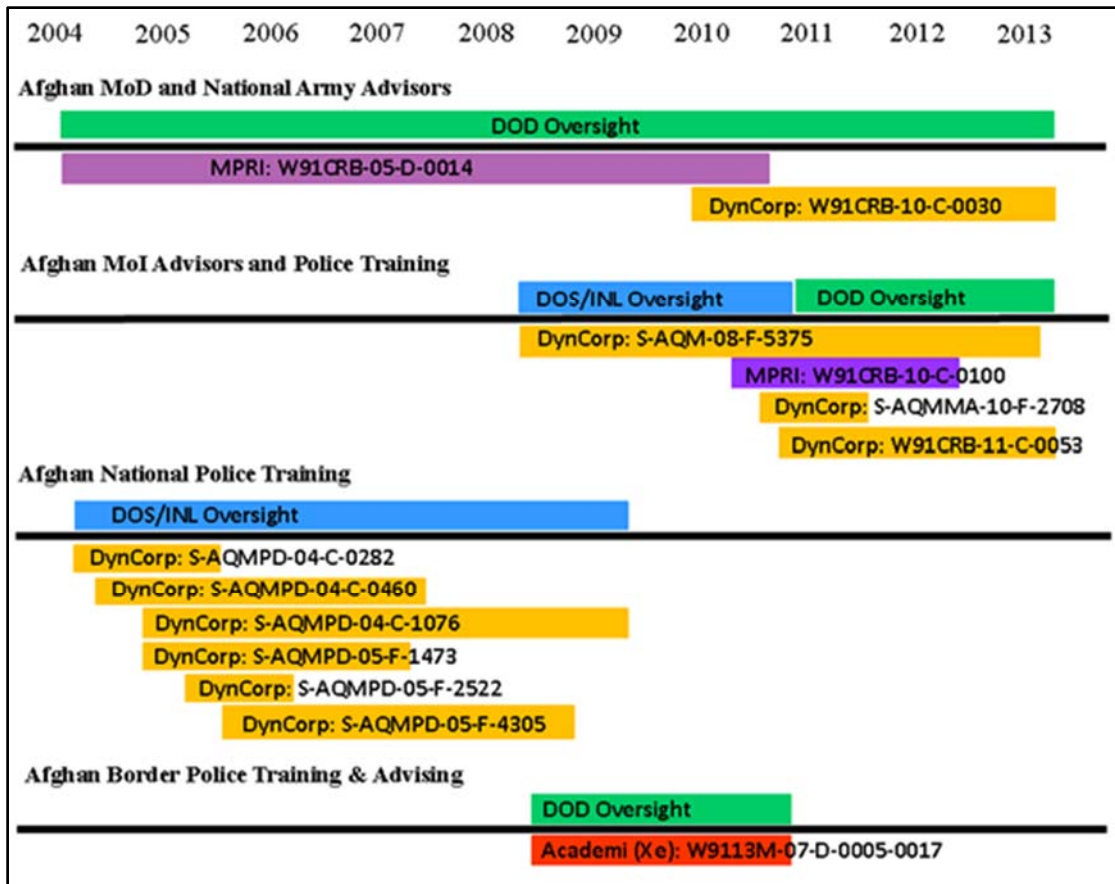 2004 2005 2006 2007 2008 2009 2010 2011 2012 2013
Afghan MoD and National Army Advisors
DOD Oversight
MPRI: W91CRB-05-D-0014
DynCorp: W91CRB-10-C-0030
Afghan MoI Advisors and Police Training
DOS/INL Oversight DOD Oversight
DynCorp: S-AQM-08-F-5375
MPRI: W91CRB-10-C-0100
DynCorp: S-AQMMA-10-F-2708
DynCorp: W91CRB-11-C-0053
Afghan National Police Training
DOS/INL Oversight
DynCorp: S-AQMPD-04-C-0282
DynCorp: S-AQMPD-04-C-0460
DynCorp: S-AQMPD-04-C-1076
DynCorp: S-AQMPD-05-F-1473
DynCorp: S-AQMPD-05-F-2522
DynCorp: S-AQMPD-05-F-4305
Afghan Border Police Training & Advising
DOD Oversight
Academi (Xe): W9113M-07-D-0005-0017